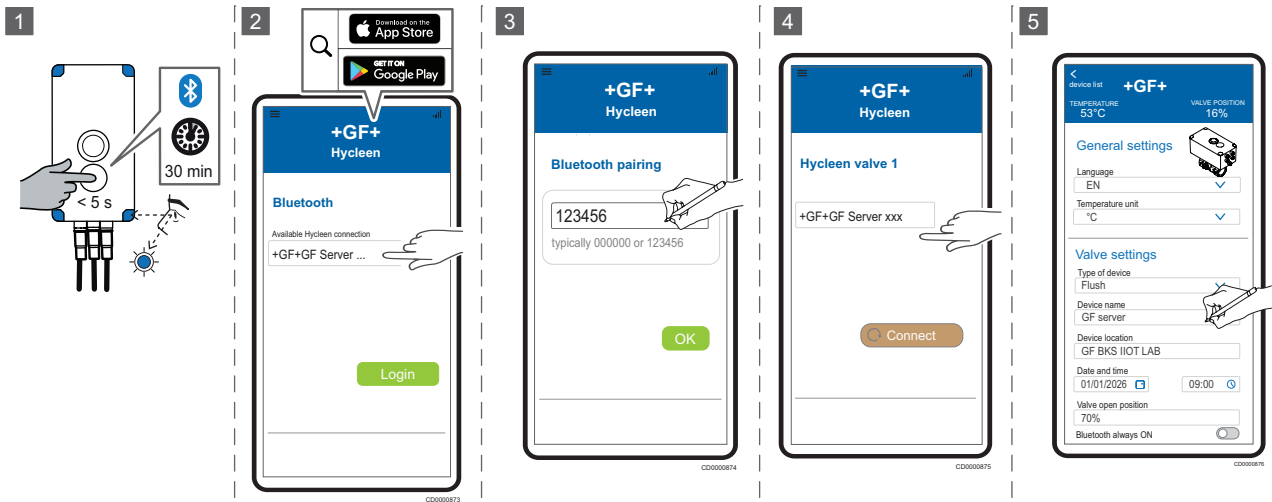 1
30 min
< 5 s
2
Download on the
App Store
GET IT ON
Google Play
+GF+
Hycleen
Bluetooth
Available Hycleen connection
+GF+GF Server ...
Login
CD0000873
3
+GF+
Hycleen
Bluetooth pairing
123456
typically 000000 or 123456
OK
CD0000874
4
+GF+
Hycleen
Hycleen valve 1
+GF+GF Server xxx
Connect
CD0000875
5
<
device list
+GF+
TEMPERATURE
53°C
VALVE POSITION
16%
General settings
Language
EN
Temperature unit
°C
Valve settings
Type of device
Flush
Device name
GF server
Device location
GF BKS IIOT LAB
Date and time
01/01/2026
09:00
Valve open position
70%
Bluetooth always ON
CD0000876